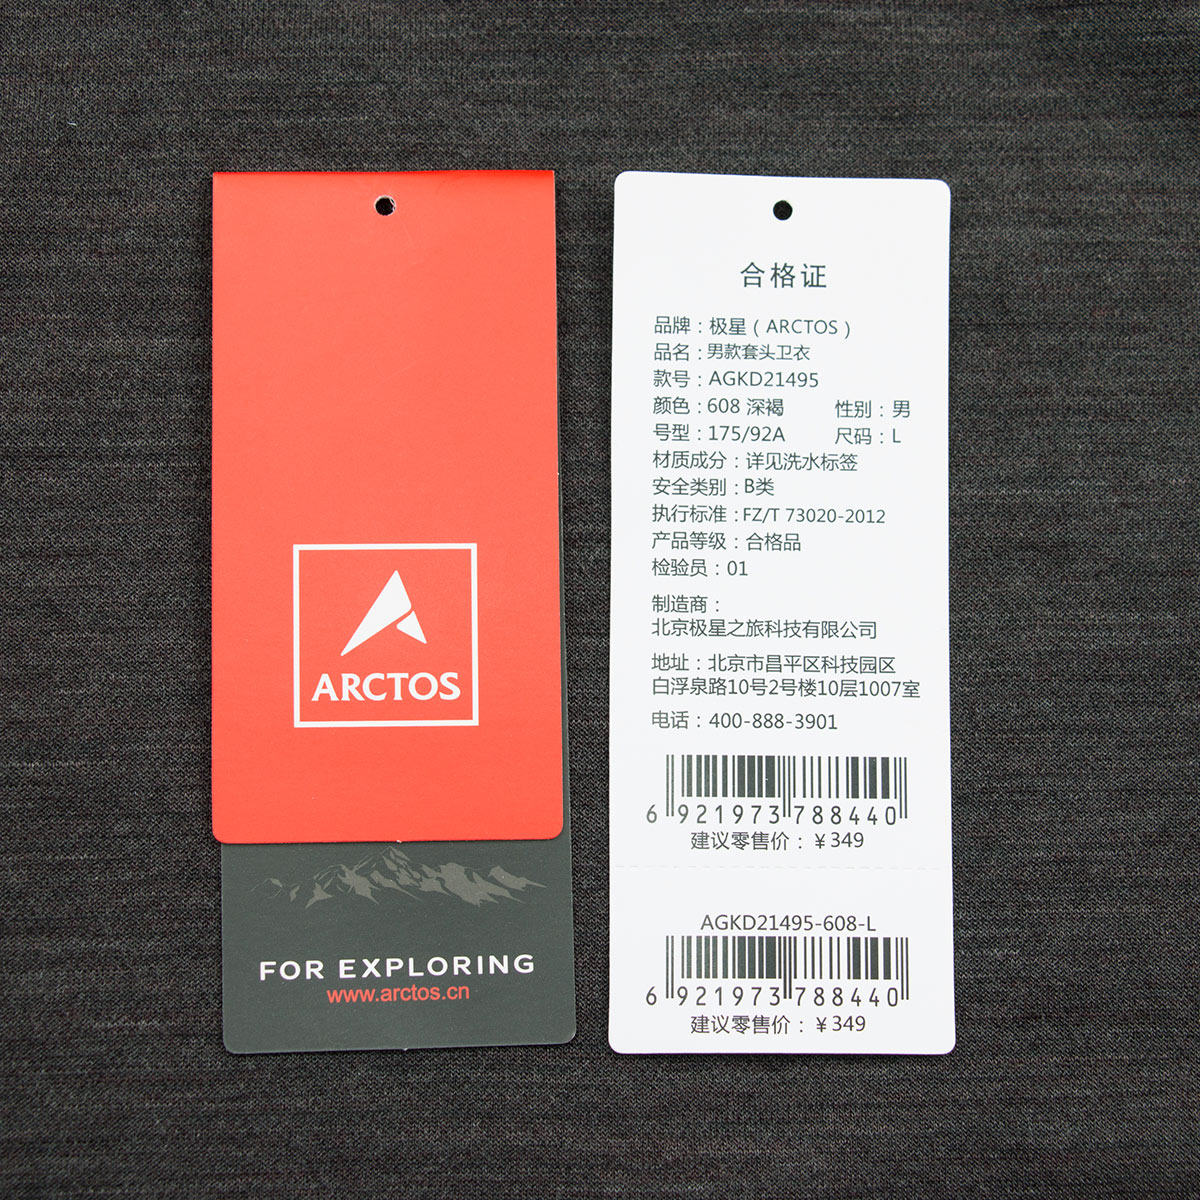 ARCTOS
FOR EXPLORING
www.arctos.cn
合格证
品牌：极星（ARCTOS）
品名：男款套头卫衣
款号：AGKD21495
颜色：608 深褐 性别：男
号型：175/92A 尺码：L
材质成分：详见洗水标签
安全类别：B类
执行标准：FZ/T 73020-2012
产品等级：合格品
检验员：01
制造商：
北京极星之旅科技有限公司
地址：北京市昌平区科技园区
白浮泉路10号2号楼10层1007室
电话：400-888-3901
6 921973 788440
建议零售价：￥349
AGKD21495-608-L
6 921973 788440
建议零售价：￥349